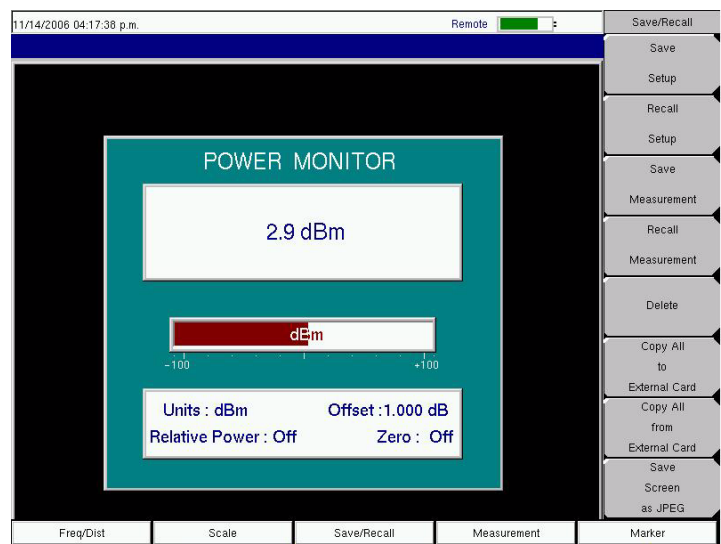 11/14/2006 04:17:38 p.m.
Remote
Save/Recall
Save
Setup
Recall
Setup
Save
Measurement
Recall
Measurement
Delete
Copy All
to
External Card
Copy All
from
External Card
Save
Screen
as JPEG
POWER MONITOR
2.9 dBm
dBm
-100 +100
Units : dBm Offset :1.000 dB
Relative Power : Off Zero : Off
Freq/Dist Scale Save/Recall Measurement Marker